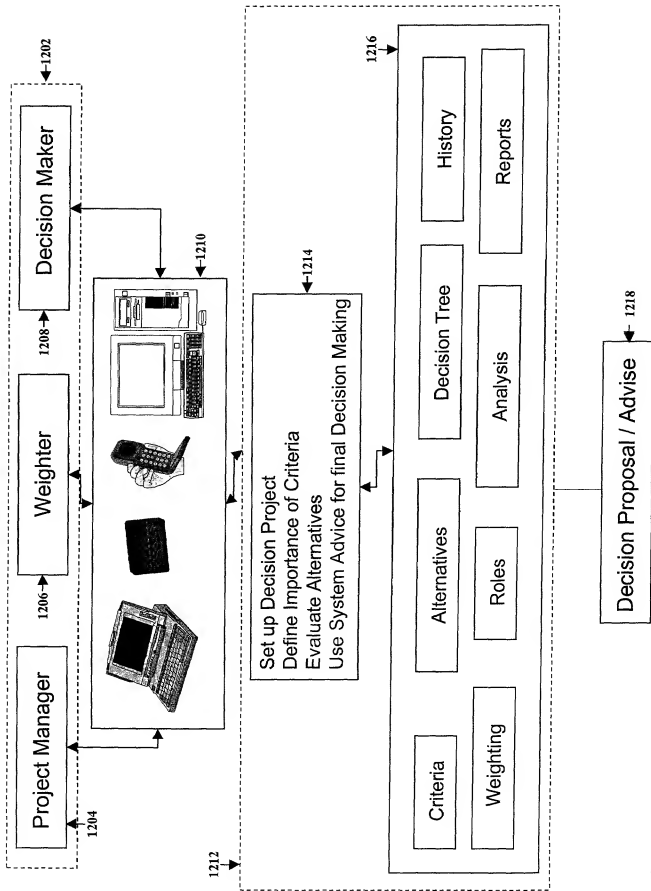 1202
Project Manager
Weighter
Decision Maker
1204
1206
1208
1210
1212
1214
Set up Decision Project
Define Importance of Criteria
Evaluate Alternatives
Use System Advice for final Decision Making
1216
Criteria
Alternatives
Decision Tree
History
Weighting
Roles
Analysis
Reports
Decision Proposal / Advise
1218